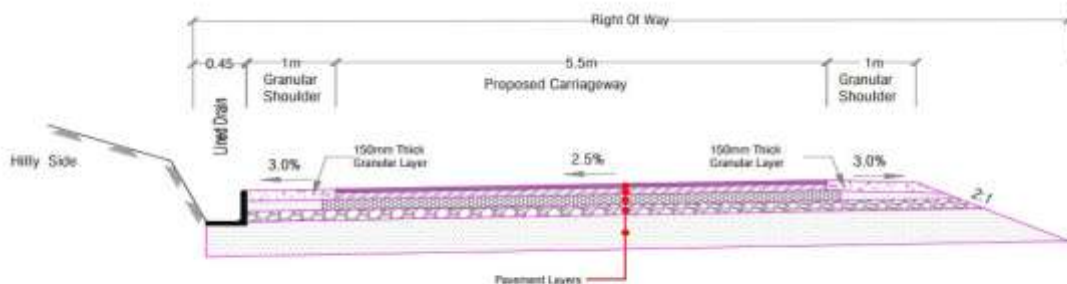 Right Of Way
0.45
1m
5.5m
1m
Granular
Shoulder
Proposed Carriageway
Granular
Shoulder
Lined Drain
Hilly Side
150mm Thick
Granular Layer
150mm Thick
Granular Layer
3.0%
2.5%
3.0%
2:1
Pavement Layers